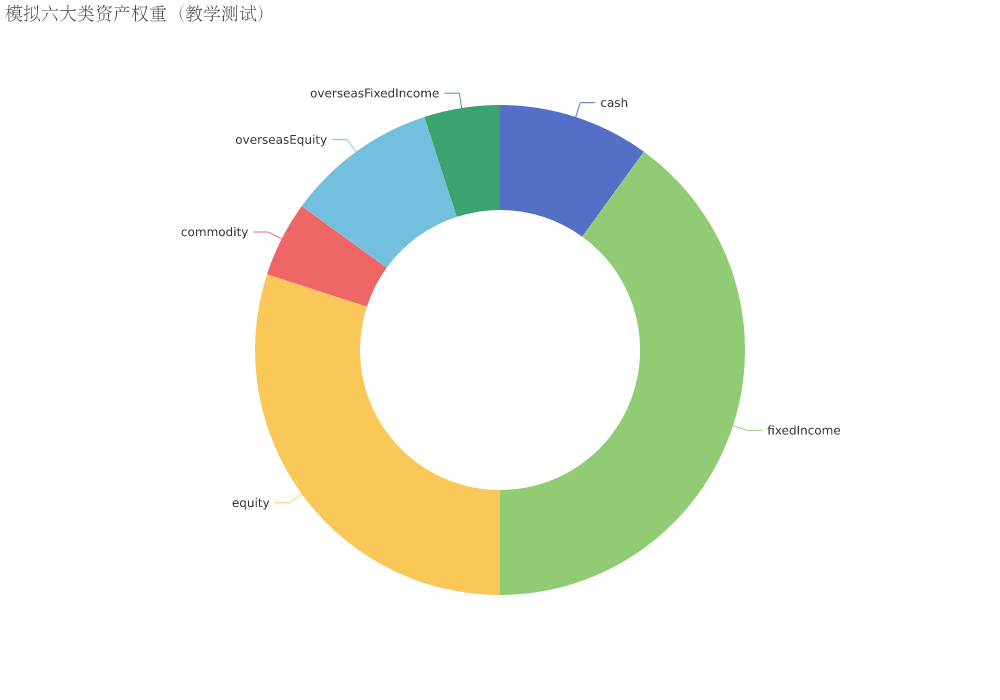 模拟六大类资产权重（教学测试）
overseasFixedIncome
cash
overseasEquity
commodity
fixedIncome
equity